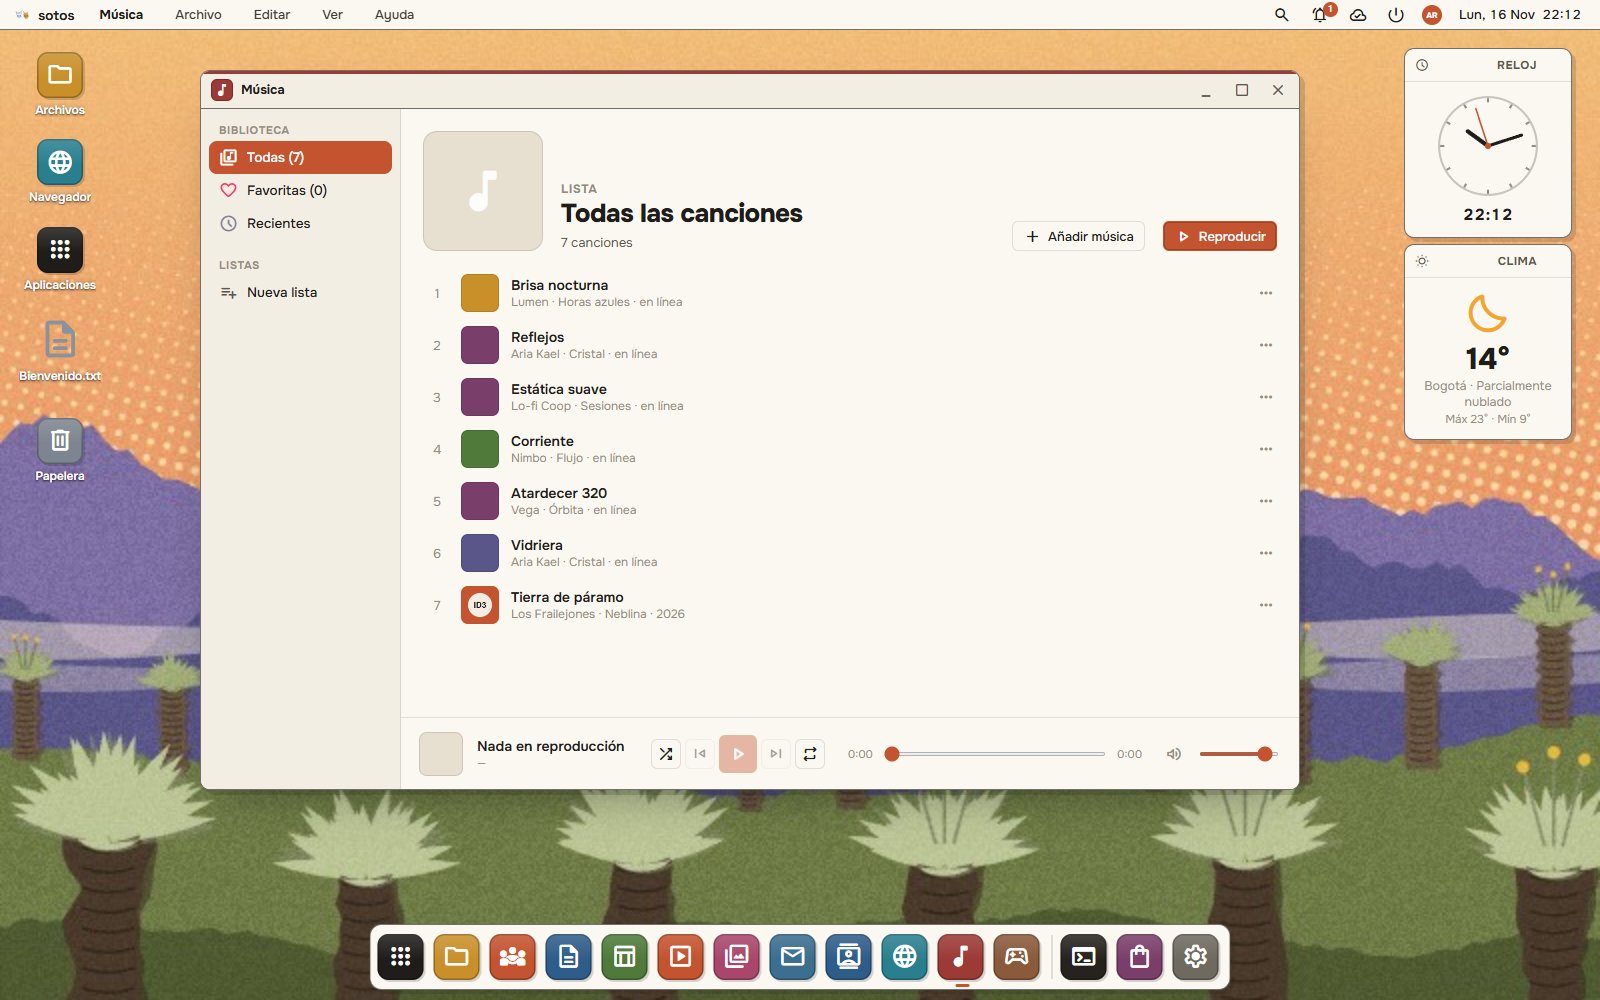 sotos Música Archivo Editar Ver Ayuda 1 AR Lun, 16 Nov 22:12
Archivos
Navegador
Aplicaciones
Bienvenido.txt
Papelera
Música
BIBLIOTECA
Todas (7)
Favoritas (0)
Recientes
LISTAS
Nueva lista
LISTA
Todas las canciones
7 canciones
Añadir música
Reproducir
1 Brisa nocturna
Lumen · Horas azules · en línea
2 Reflejos
Aria Kael · Cristal · en línea
3 Estática suave
Lo-fi Coop · Sesiones · en línea
4 Corriente
Nimbo · Flujo · en línea
5 Atardecer 320
Vega · Órbita · en línea
6 Vidriera
Aria Kael · Cristal · en línea
7 ID3 Tierra de páramo
Los Frailejones · Neblina · 2026
Nada en reproducción
—
0:00 0:00
RELOJ
22:12
CLIMA
14°
Bogotá · Parcialmente
nublado
Máx 23° · Mín 9°